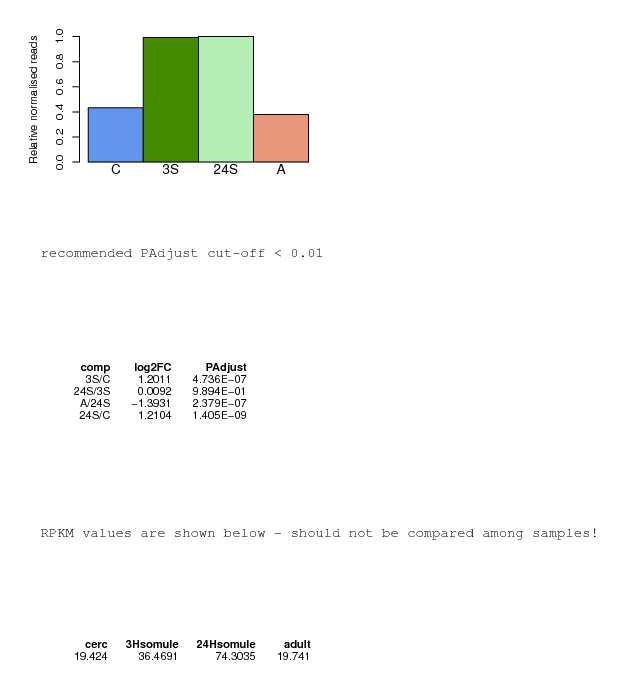 Relative normalised reads
0.0 0.2 0.4 0.6 0.8 1.0
C 3S 24S A
recommended PAdjust cut-off < 0.01
comp log2FC PAdjust
3S/C 1.2011 4.736E−07
24S/3S 0.0092 9.894E−01
A/24S −1.3931 2.379E−07
24S/C 1.2104 1.405E−09
RPKM values are shown below - should not be compared among samples!
cerc 3Hsomule 24Hsomule adult
19.424 36.4691 74.3035 19.741